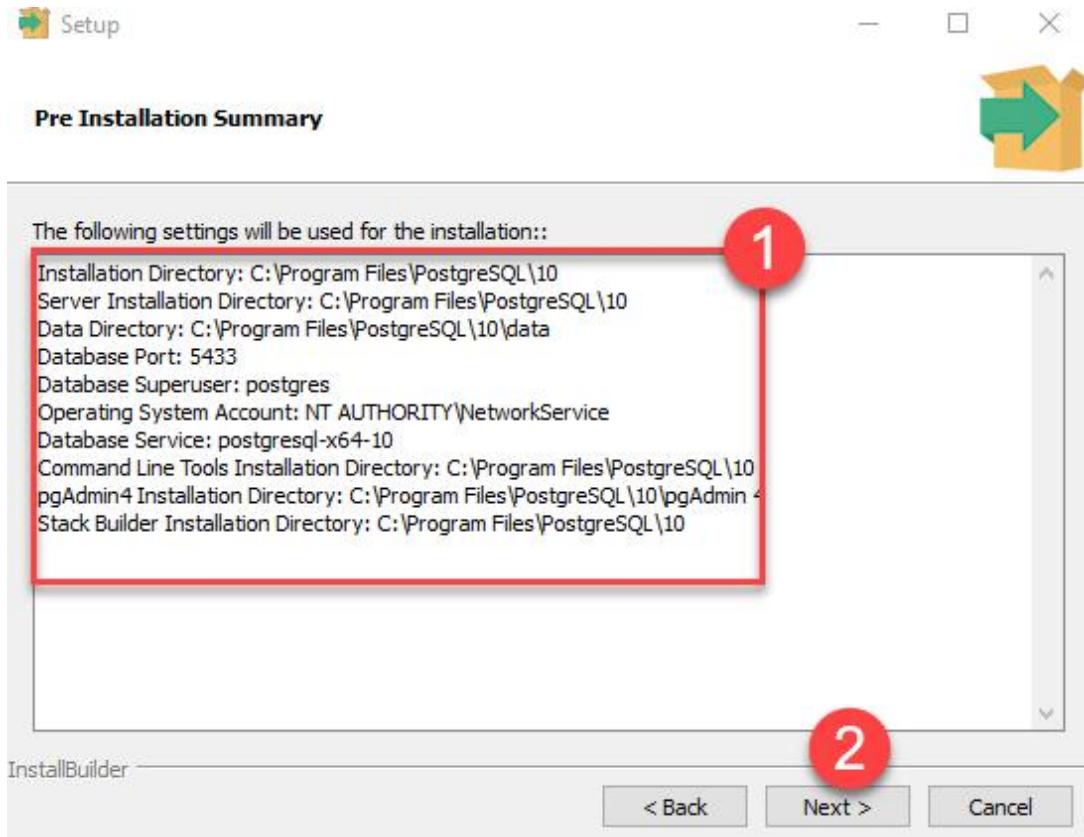 Setup
Pre Installation Summary
The following settings will be used for the installation::
1
Installation Directory: C:\Program Files\PostgreSQL\10
Server Installation Directory: C:\Program Files\PostgreSQL\10
Data Directory: C:\Program Files\PostgreSQL\10\data
Database Port: 5433
Database Superuser: postgres
Operating System Account: NT AUTHORITY\NetworkService
Database Service: postgresql-x64-10
Command Line Tools Installation Directory: C:\Program Files\PostgreSQL\10
pgAdmin4 Installation Directory: C:\Program Files\PostgreSQL\10\pgAdmin 4
Stack Builder Installation Directory: C:\Program Files\PostgreSQL\10
2
InstallBuilder
< Back Next > Cancel